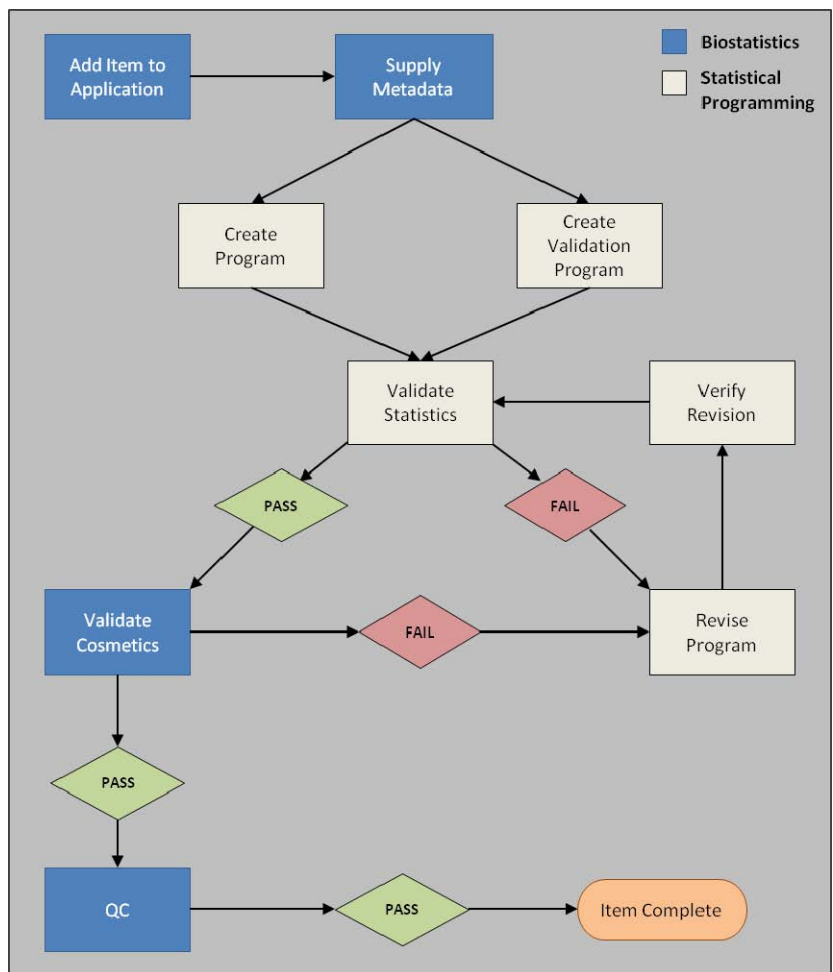 Add Item to
Application
Supply
Metadata
Biostatistics
Statistical
Programming
Create
Program
Create
Validation
Program
Validate
Statistics
Verify
Revision
PASS
FAIL
Validate
Cosmetics
FAIL
Revise
Program
PASS
QC
PASS
Item Complete